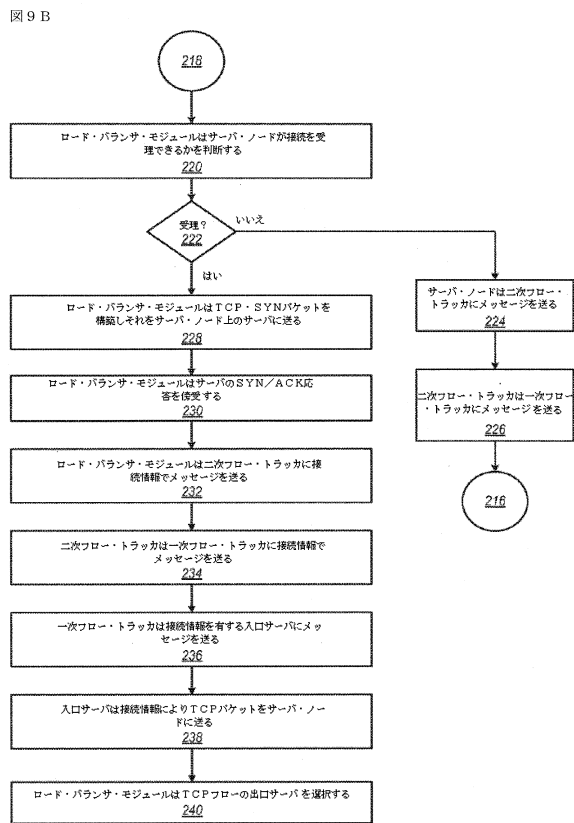 図９Ｂ
218
ロード・バランサ・モジュールはサーバ・ノードが接続を受
理できるかを判断する
220
受理？
222
いいえ
はい
サーバ・ノードは二次フロー・
トラッカにメッセージを送る
224
ロード・バランサ・モジュールはＴＣＰ・ＳＹＮパケットを
構築しそれをサーバ・ノード上のサーバに送る
228
二次フロー・トラッカは一次フロー
・トラッカにメッセージを送る
226
ロード・バランサ・モジュールはサーバのＳＹＮ／ＡＣＫ応
答を傍受する
230
216
ロード・バランサ・モジュールは二次フロー・トラッカに接
続情報でメッセージを送る
232
二次フロー・トラッカは一次フロー・トラッカに接続情報で
メッセージを送る
234
一次フロー・トラッカは接続情報を有する入口サーバにメッ
セージを送る
236
入口サーバは接続情報によりＴＣＰパケットをサーバ・ノー
ドに送る
238
ロード・バランサ・モジュールはＴＣＰフローの出口サーバを選択する
240